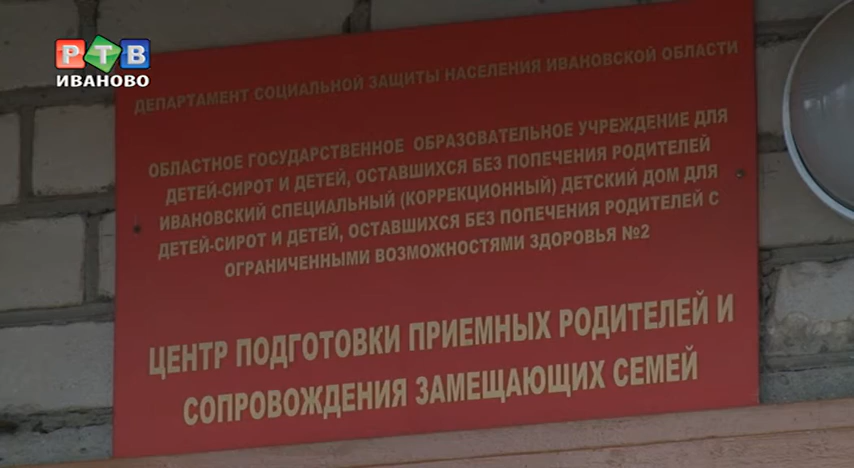 РТВ
ИВАНОВО
ДЕПАРТАМЕНТ СОЦИАЛЬНОЙ ЗАЩИТЫ НАСЕЛЕНИЯ ИВАНОВСКОЙ ОБЛАСТИ
ОБЛАСТНОЕ ГОСУДАРСТВЕННОЕ ОБРАЗОВАТЕЛЬНОЕ УЧРЕЖДЕНИЕ ДЛЯ
ДЕТЕЙ-СИРОТ И ДЕТЕЙ, ОСТАВШИХСЯ БЕЗ ПОПЕЧЕНИЯ РОДИТЕЛЕЙ
ИВАНОВСКИЙ СПЕЦИАЛЬНЫЙ (КОРРЕКЦИОННЫЙ) ДЕТСКИЙ ДОМ ДЛЯ
ДЕТЕЙ-СИРОТ И ДЕТЕЙ, ОСТАВШИХСЯ БЕЗ ПОПЕЧЕНИЯ РОДИТЕЛЕЙ С
ОГРАНИЧЕННЫМИ ВОЗМОЖНОСТЯМИ ЗДОРОВЬЯ №2
ЦЕНТР ПОДГОТОВКИ ПРИЕМНЫХ РОДИТЕЛЕЙ И
СОПРОВОЖДЕНИЯ ЗАМЕЩАЮЩИХ СЕМЕЙ